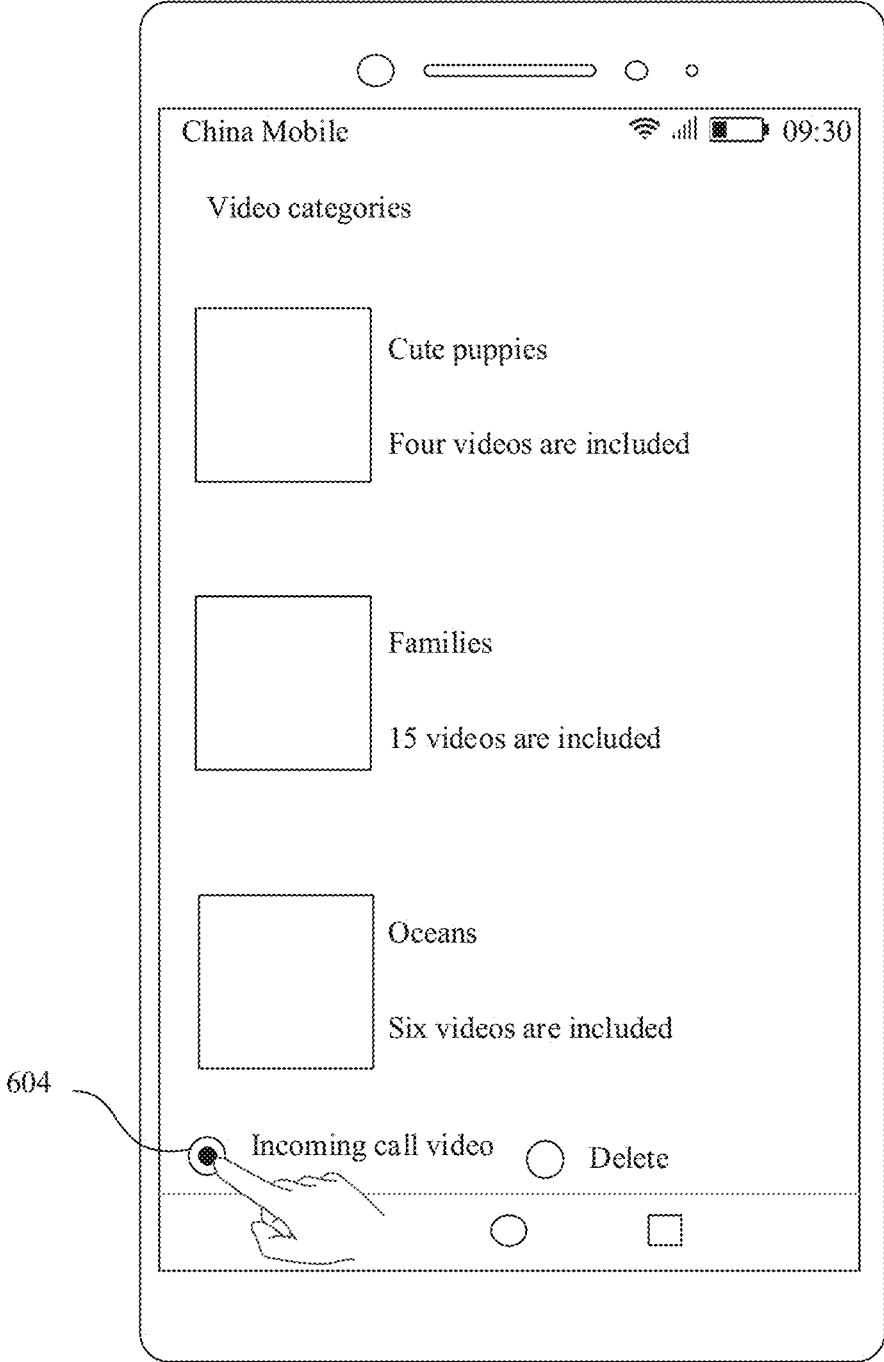 China Mobile 09:30
Video categories
Cute puppies
Four videos are included
Families
15 videos are included
Oceans
Six videos are included
604
Incoming call video Delete